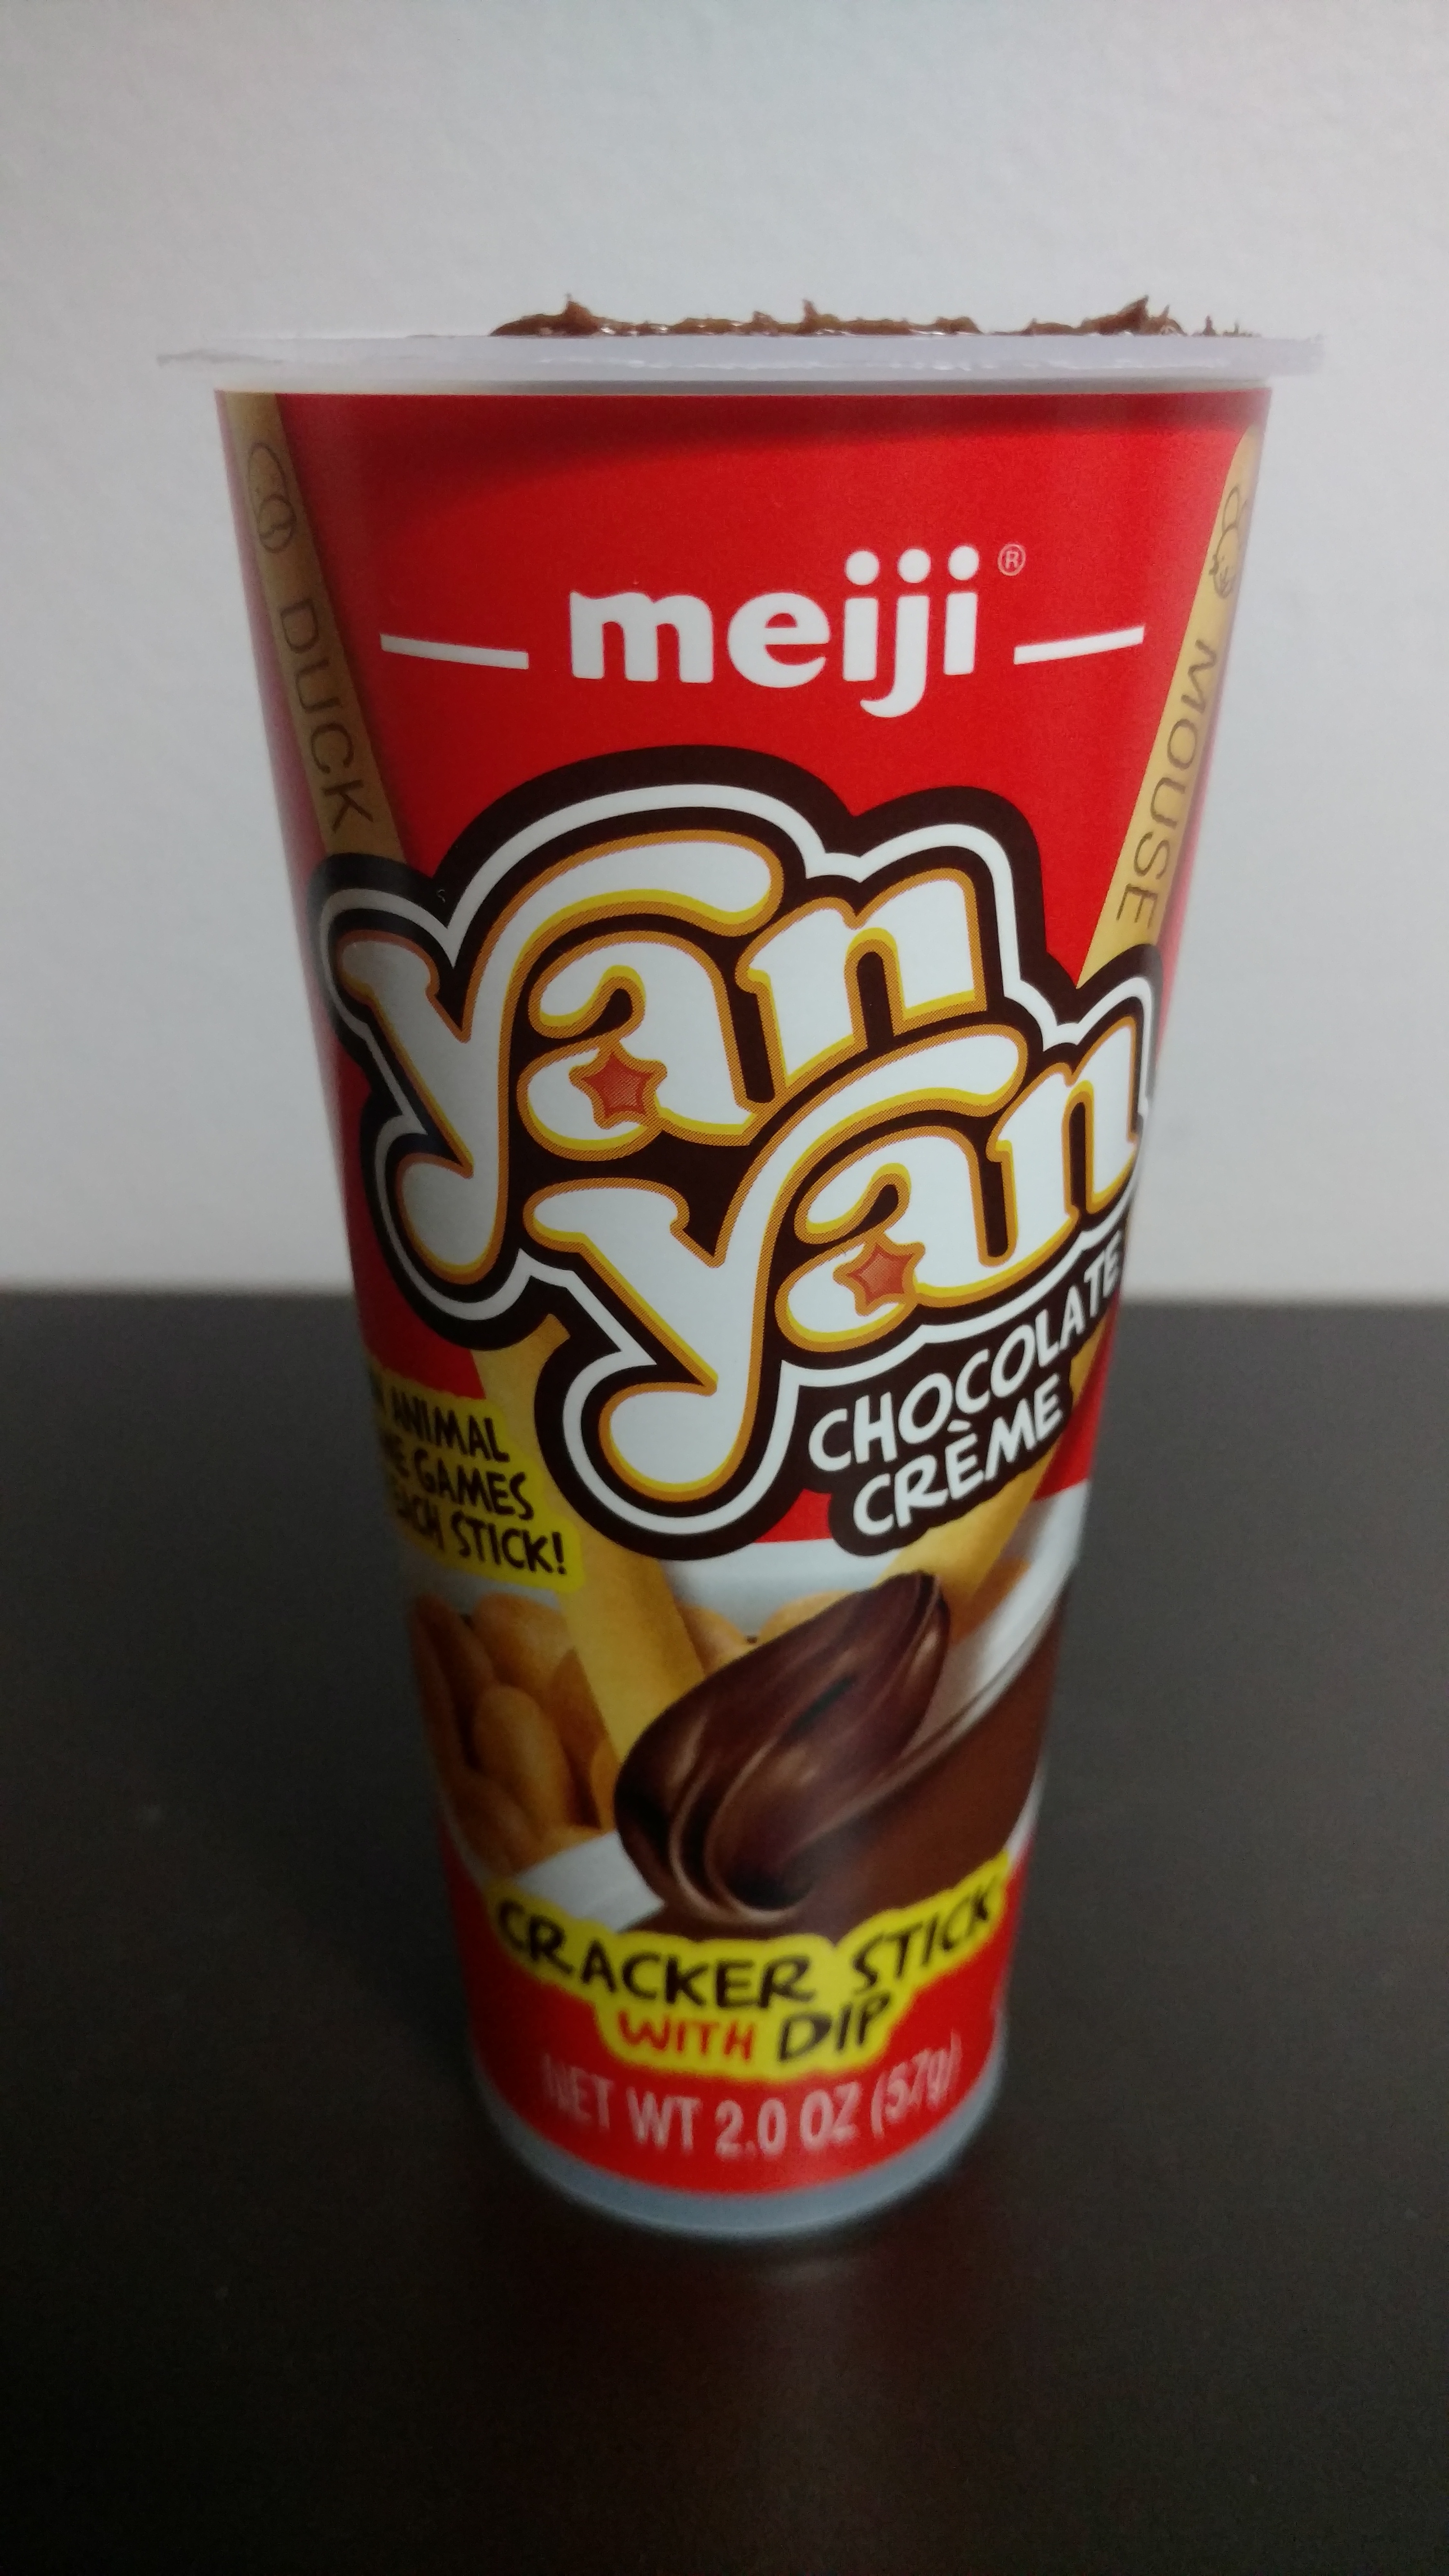 meiji®
DUCK
MOUSE
yan
yan
CHOCOLATE
CRÈME
ANIMAL
GAMES
STICK!
CRACKER STICK
WITH DIP
NET WT 2.0 OZ (57g)